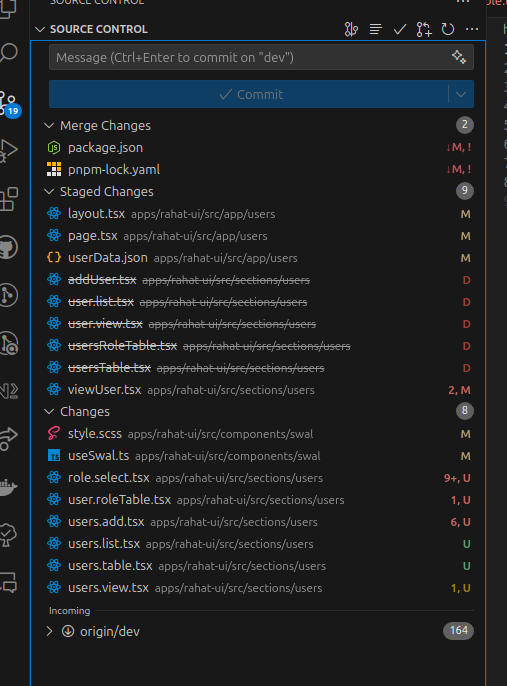 SOURCE CONTROL
SOURCE CONTROL
Message (Ctrl+Enter to commit on "dev")
Commit
Merge Changes 2
package.json ↓M, !
pnpm-lock.yaml ↓M, !
Staged Changes 9
layout.tsx apps/rahat-ui/src/app/users M
page.tsx apps/rahat-ui/src/app/users M
userData.json apps/rahat-ui/src/app/users M
addUser.tsx apps/rahat-ui/src/sections/users D
user.list.tsx apps/rahat-ui/src/sections/users D
user.view.tsx apps/rahat-ui/src/sections/users D
usersRoleTable.tsx apps/rahat-ui/src/sections/users D
usersTable.tsx apps/rahat-ui/src/sections/users D
viewUser.tsx apps/rahat-ui/src/sections/users 2, M
Changes 8
style.scss apps/rahat-ui/src/components/swal M
TS useSwal.ts apps/rahat-ui/src/components/swal M
role.select.tsx apps/rahat-ui/src/sections/users 9+, U
user.roleTable.tsx apps/rahat-ui/src/sections/users 1, U
users.add.tsx apps/rahat-ui/src/sections/users 6, U
users.list.tsx apps/rahat-ui/src/sections/users U
users.table.tsx apps/rahat-ui/src/sections/users U
users.view.tsx apps/rahat-ui/src/sections/users 1, U
Incoming
origin/dev 164
19